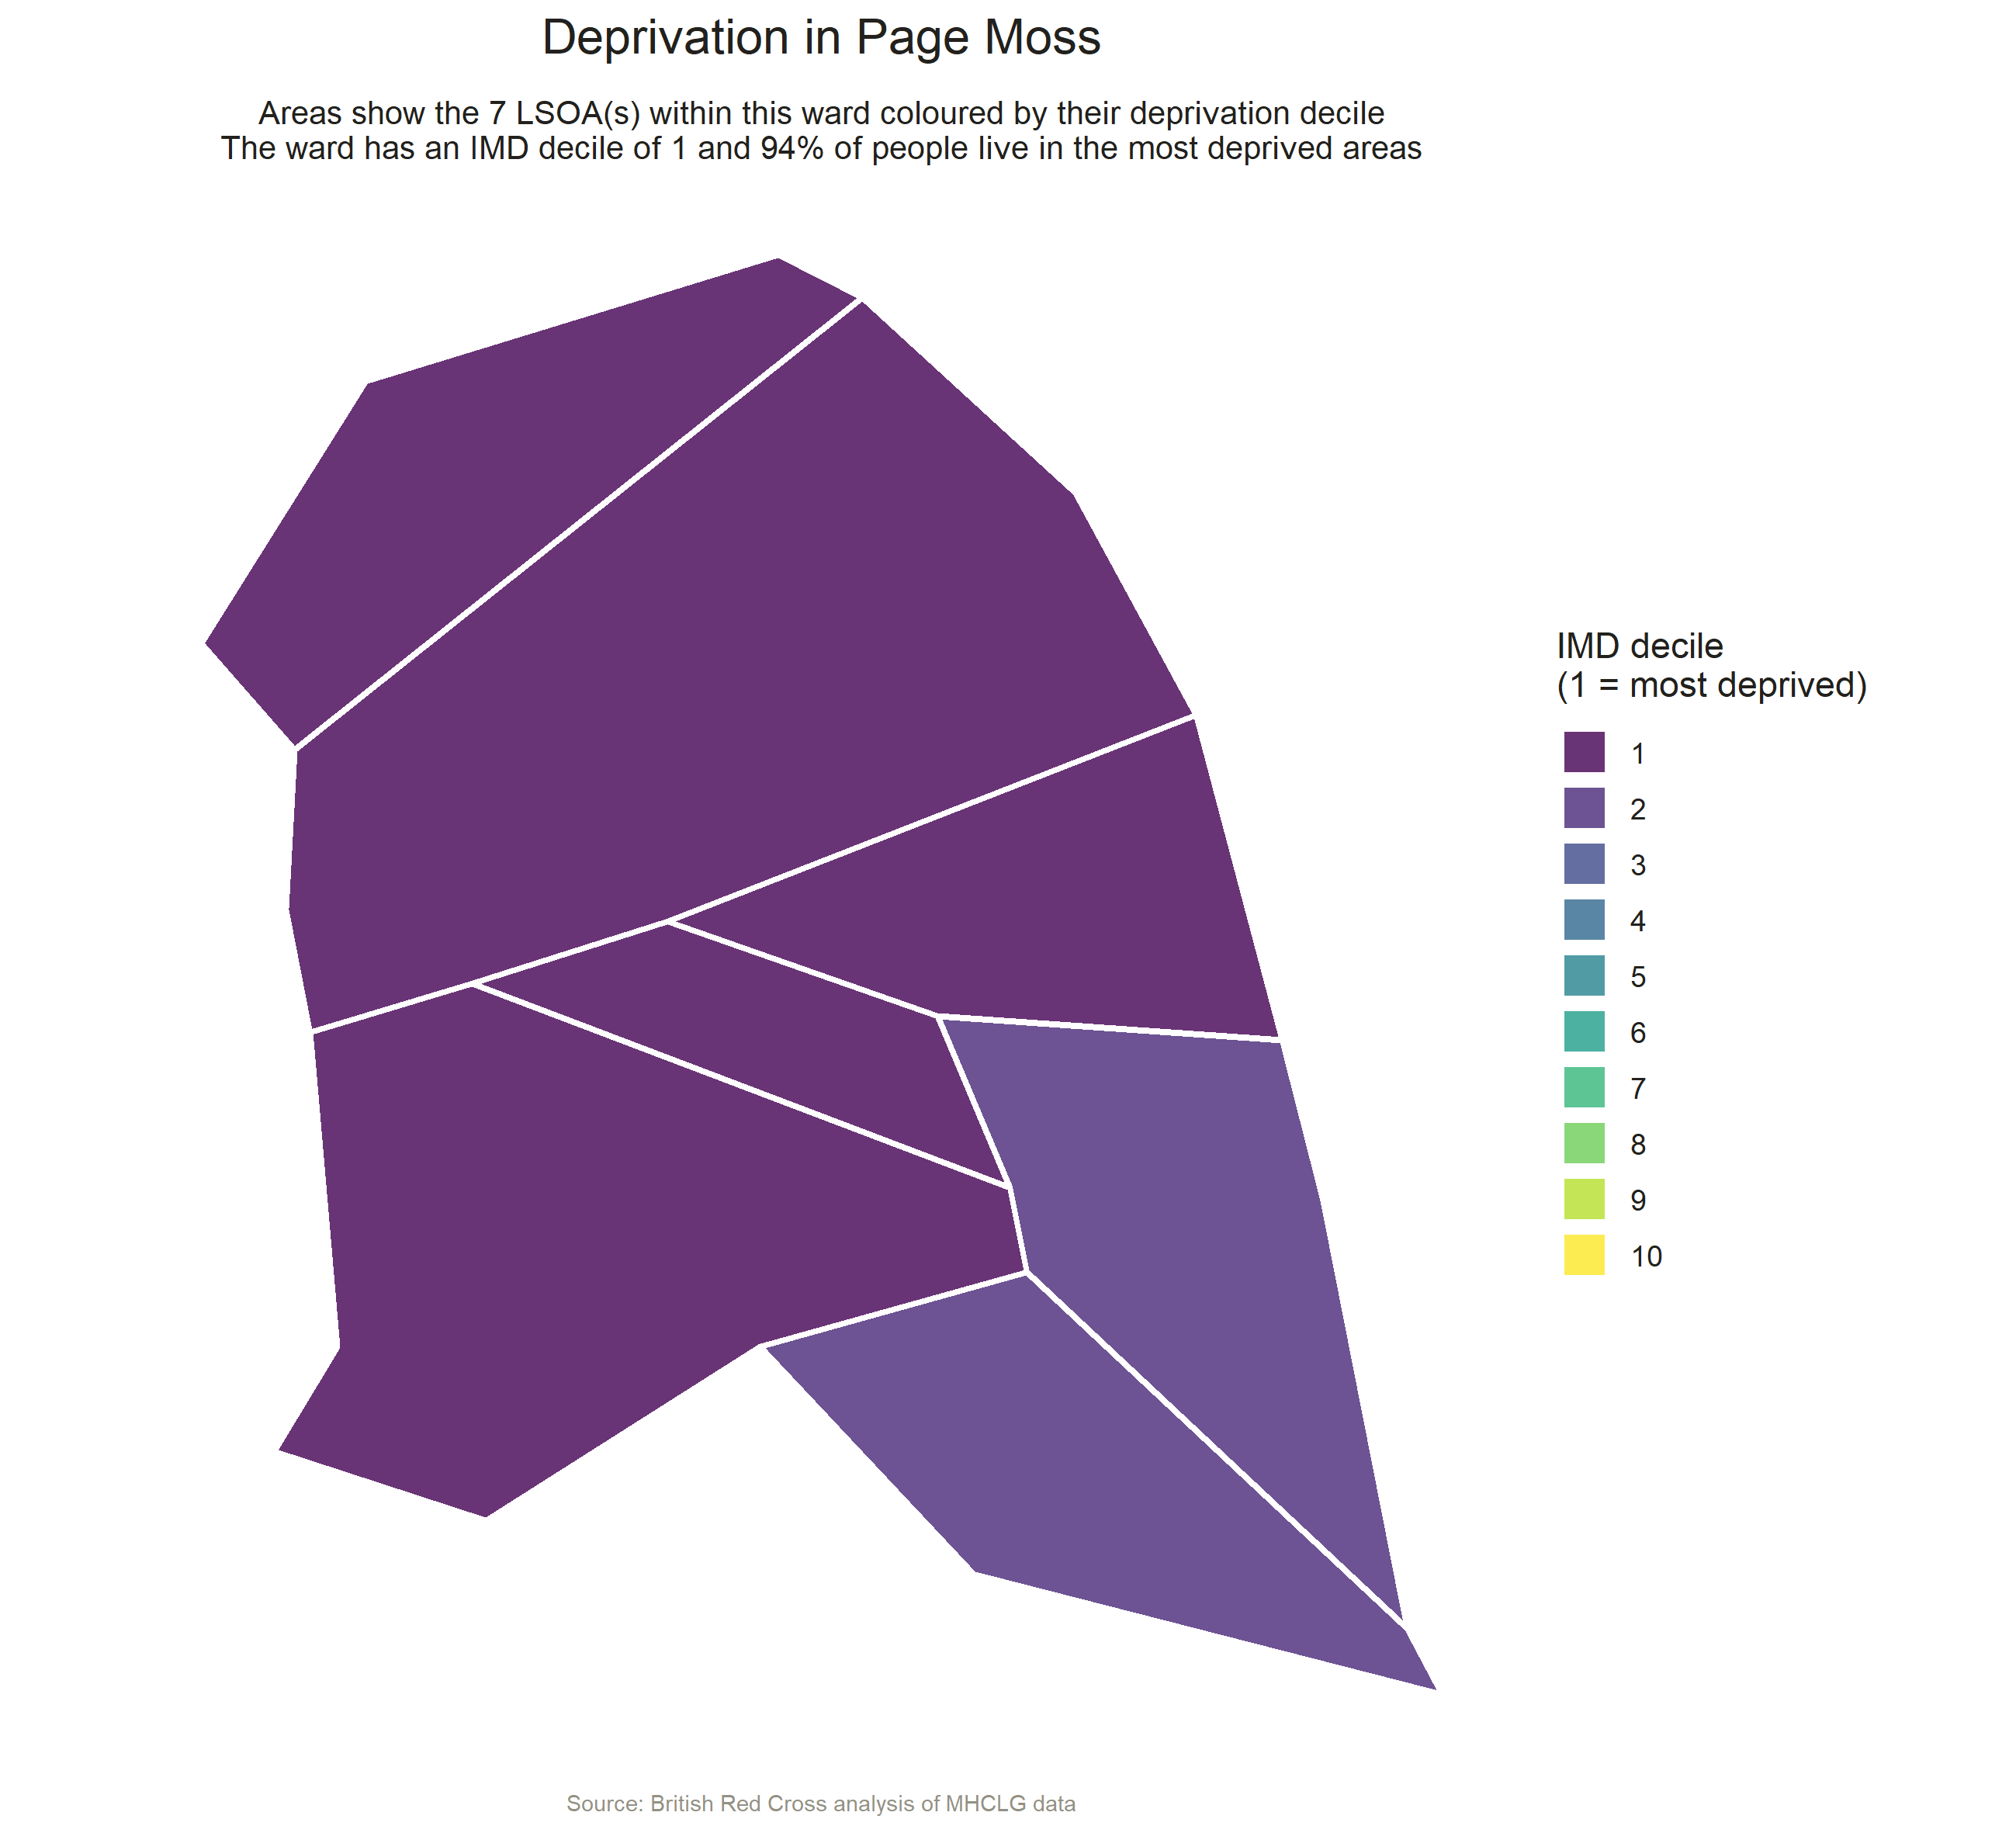 Deprivation in Page Moss
Areas show the 7 LSOA(s) within this ward coloured by their deprivation decile
The ward has an IMD decile of 1 and 94% of people live in the most deprived areas
IMD decile
(1 = most deprived)
1
2
3
4
5
6
7
8
9
10
Source: British Red Cross analysis of MHCLG data